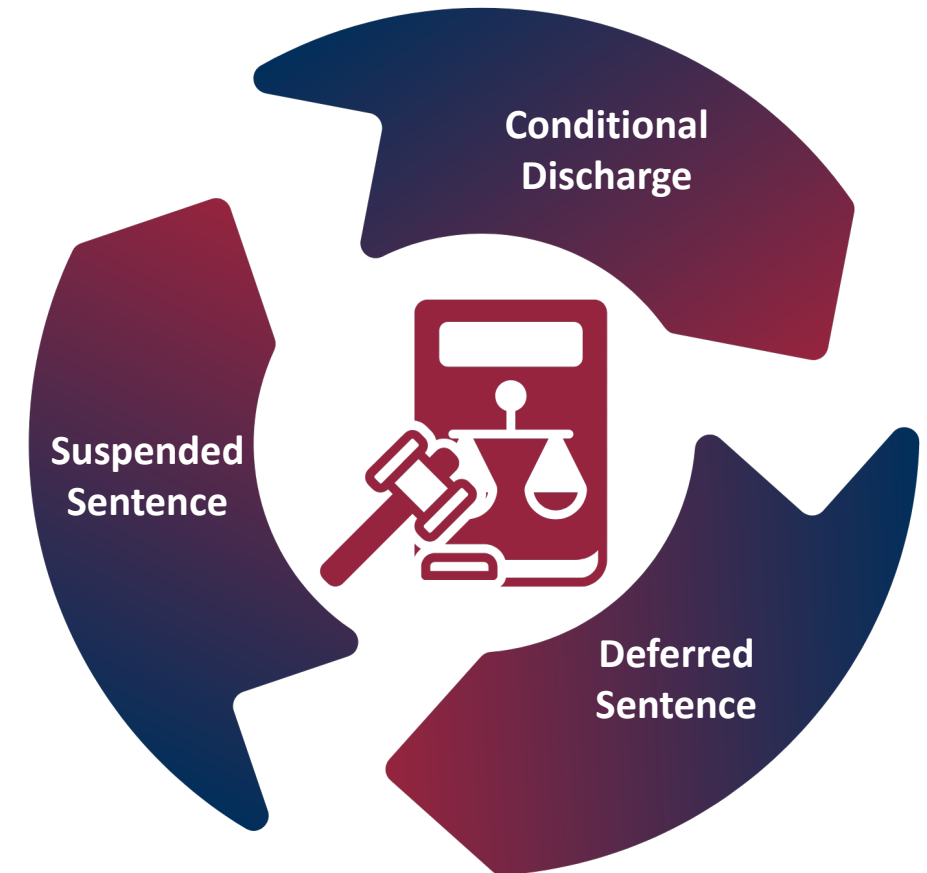 Conditional
Discharge
Suspended
Sentence
Deferred
Sentence